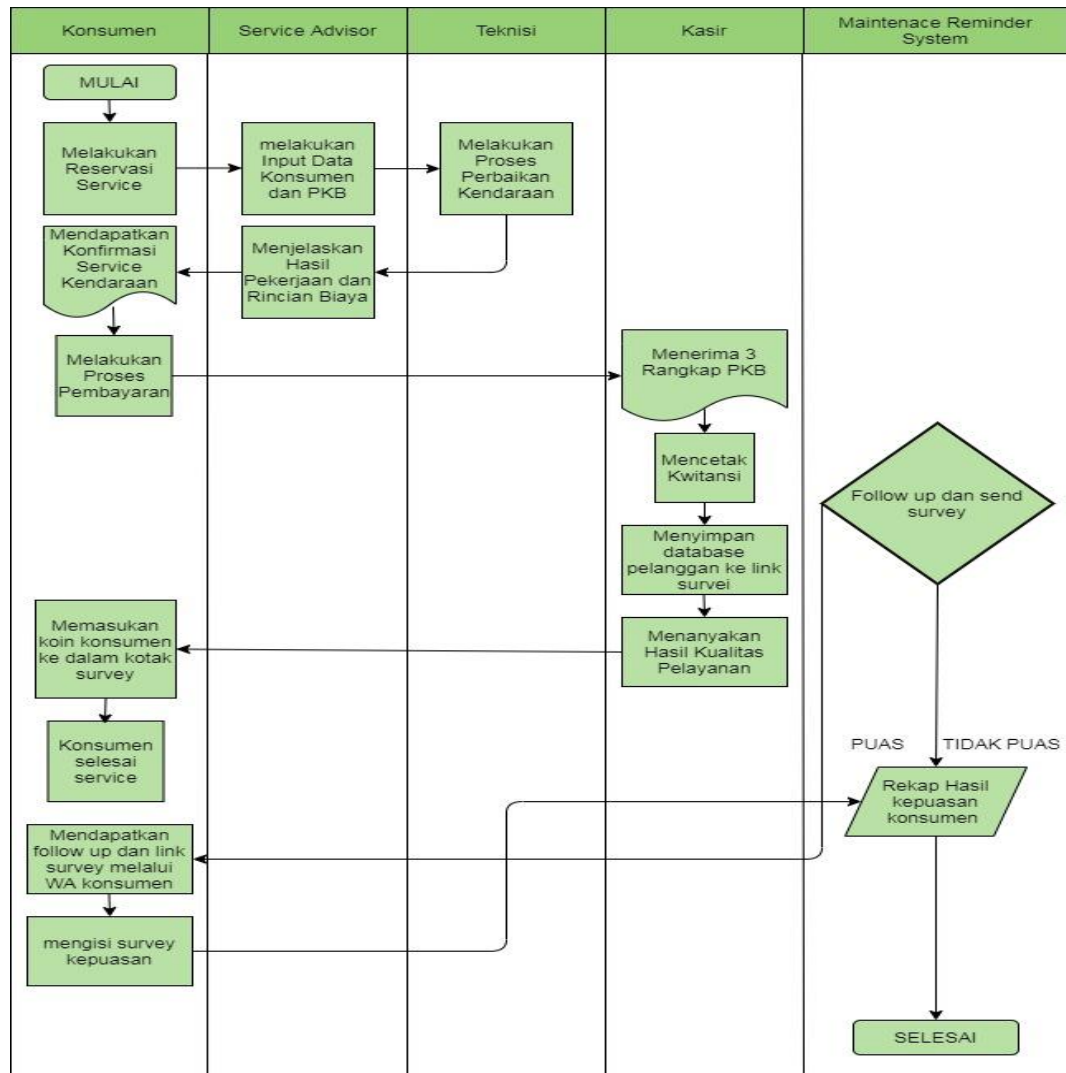 Konsumen
Service Advisor
Teknisi
Kasir
Maintenace Reminder
System
MULAI
Melakukan
Reservasi
Service
melakukan
Input Data
Konsumen
dan PKB
Melakukan
Proses
Perbaikan
Kendaraan
Mendapatkan
Konfirmasi
Service
Kendaraan
Menjelaskan
Hasil
Pekerjaan dan
Rincian Biaya
Melakukan
Proses
Pembayaran
Menerima 3
Rangkap PKB
Mencetak
Kwitansi
Follow up dan send
survey
Menyimpan
database
pelanggan ke link
survei
Memasukan
koin konsumen
ke dalam kotak
survey
Menanyakan
Hasil Kualitas
Pelayanan
Konsumen
selesai
service
PUAS
TIDAK PUAS
Rekap Hasil
kepuasan
konsumen
Mendapatkan
follow up dan link
survey melalui
WA konsumen
mengisi survey
kepuasan
SELESAI